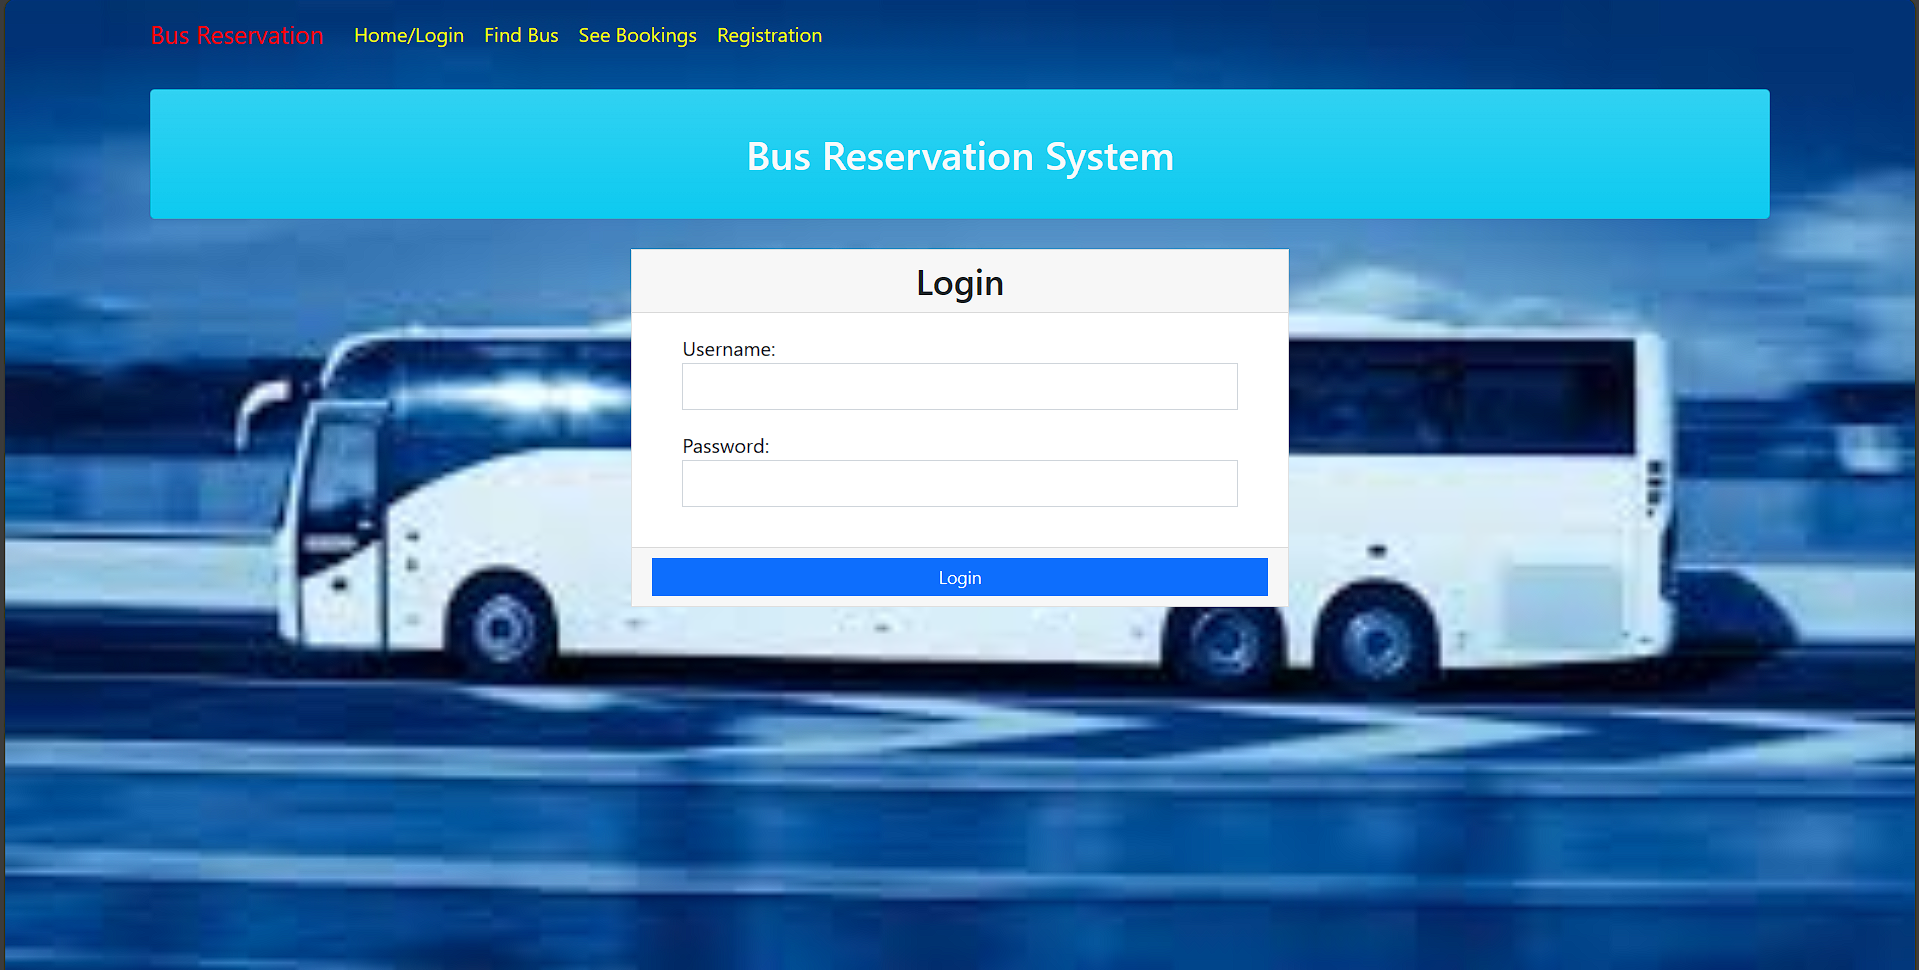 Bus Reservation Home/Login Find Bus See Bookings Registration
Bus Reservation System
Login
Username:
Password:
Login